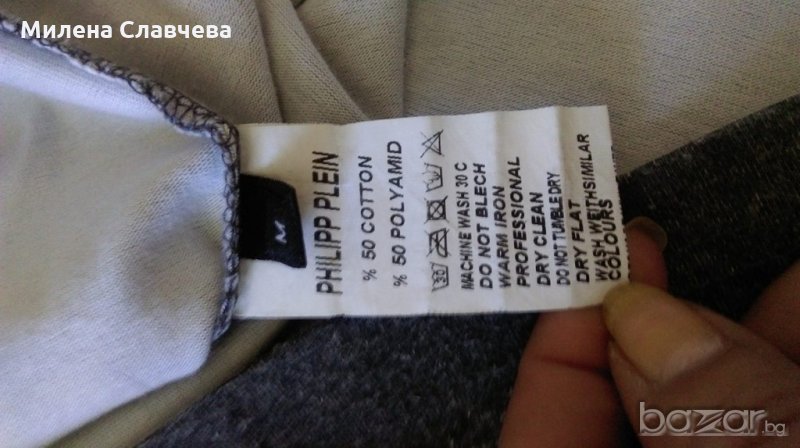 Милена Славчева
M
PHILIPP PLEIN
% 50 COTTON
% 50 POLYAMID
30
MACHINE WASH 30 C
DO NOT BLECH
WARM IRON
PROFESSIONAL
DRY CLEAN
DO NOT TUMBLE DRY
DRY FLAT
WASH WEITHSIMILAR
COLOURS
bazar.bg